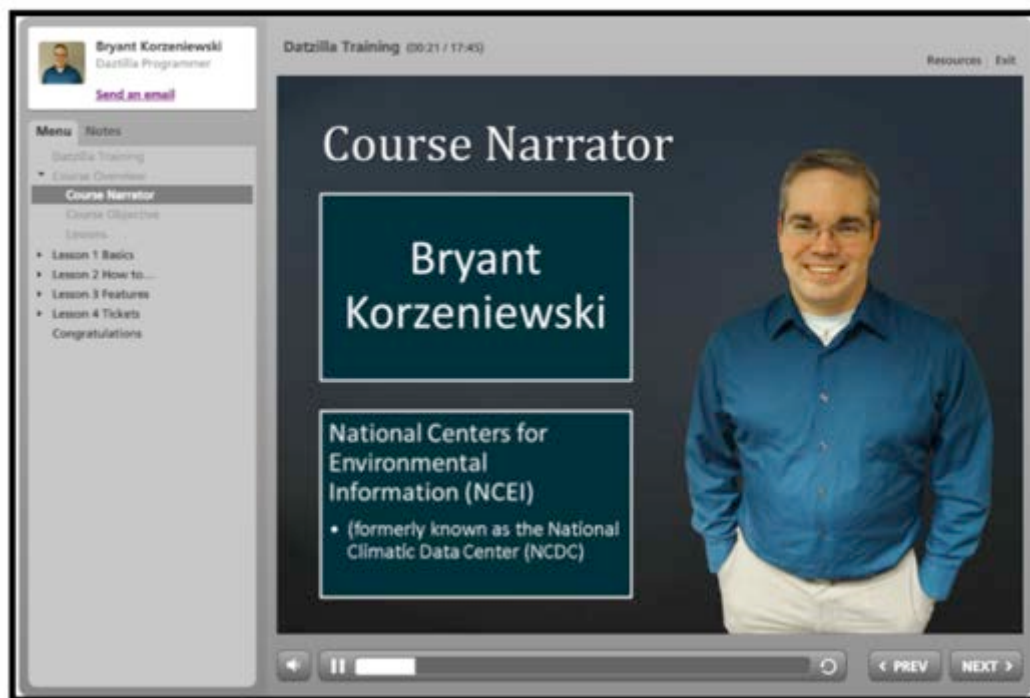 Bryant Korzeniewski
Daztilla Programmer
Send an email
Menu Notes
Datzilla Training
Course Overview
Course Narrator
Course Objective
Lessons
Lesson 1 Basics
Lesson 2 How to....
Lesson 3 Features
Lesson 4 Tickets
Congratulations
Datzilla Training (00:21 / 17:45)
Resources Exit
Course Narrator
Bryant
Korzeniewski
National Centers for
Environmental
Information (NCEI)
• (formerly known as the National
Climatic Data Center (NCDC)
< PREV NEXT >